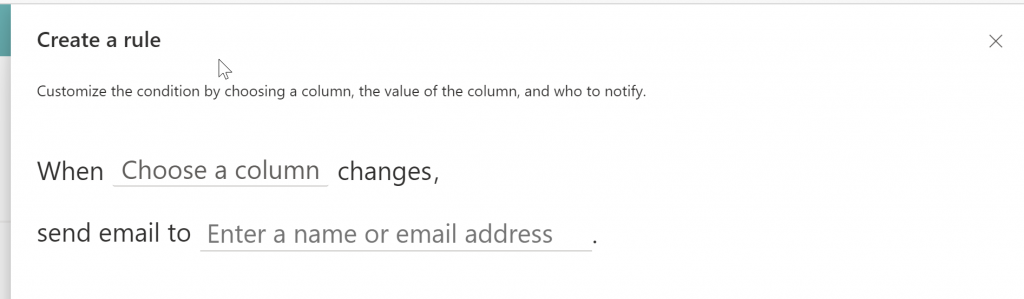 Create a rule
Customize the condition by choosing a column, the value of the column, and who to notify.
When Choose a column changes,
send email to Enter a name or email address .